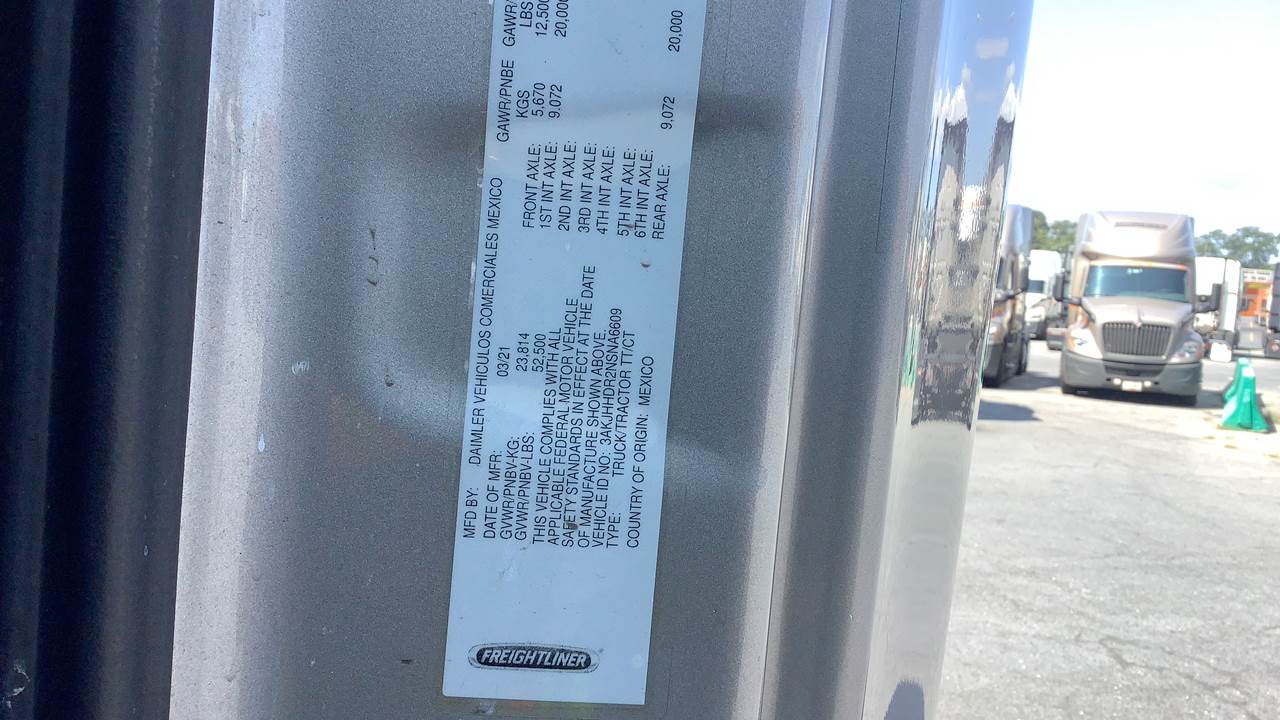 MFD BY: DAIMLER VEHICULOS COMERCIALES MEXICO
DATE OF MFR: 03/21
GVWR/PNBV-KG: 23,814
GVWR/PNBV-LBS: 52,500
THIS VEHICLE COMPLIES WITH ALL
APPLICABLE FEDERAL MOTOR VEHICLE
SAFETY STANDARDS IN EFFECT AT THE DATE
OF MANUFACTURE SHOWN ABOVE.
VEHICLE ID NO: 3AKJHHDR2NSNA6609
TYPE: TRUCK/TRACTOR TT/CT
COUNTRY OF ORIGIN: MEXICO
GAWR/PNBE GAWR/
KGS LBS
FRONT AXLE: 5,670 12,500
1ST INT AXLE: 9,072 20,000
2ND INT AXLE:
3RD INT AXLE:
4TH INT AXLE:
5TH INT AXLE:
6TH INT AXLE:
REAR AXLE: 9,072 20,000
FREIGHTLINER